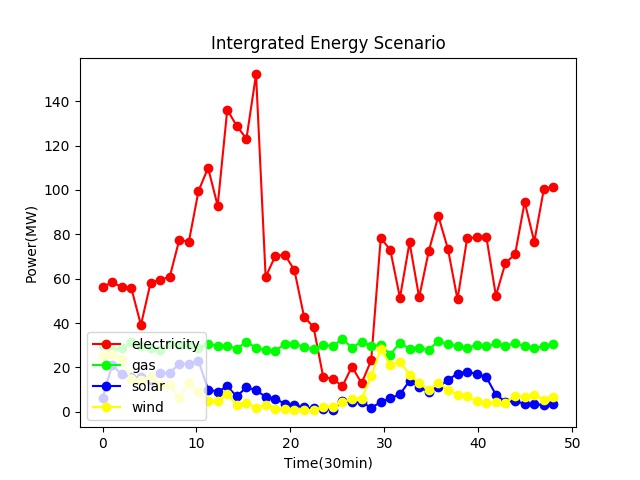 Intergrated Energy Scenario
Power(MW)
140
120
100
80
60
40
20
0
electricity
gas
solar
wind
0 10 20 30 40 50
Time(30min)